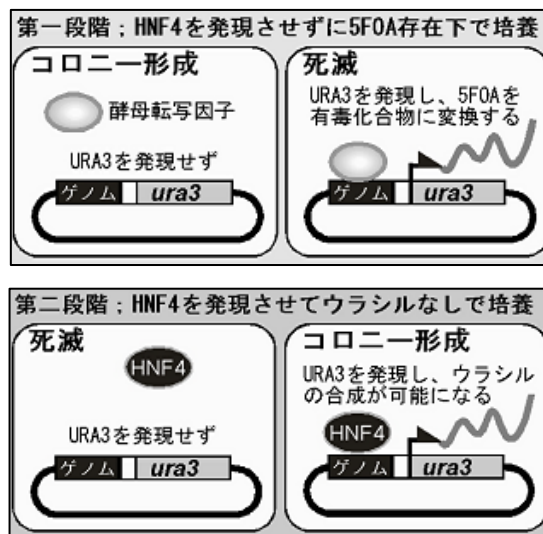 第一段階；HNF4を発現させずに5FOA存在下で培養
コロニー形成
酵母転写因子
URA3を発現せず
ゲノム ura3
死滅
URA3を発現し、5FOAを
有毒化合物に変換する
ゲノム ura3
第二段階；HNF4を発現させてウラシルなしで培養
死滅
HNF4
URA3を発現せず
ゲノム ura3
コロニー形成
URA3を発現し、ウラシル
の合成が可能になる
HNF4
ゲノム ura3